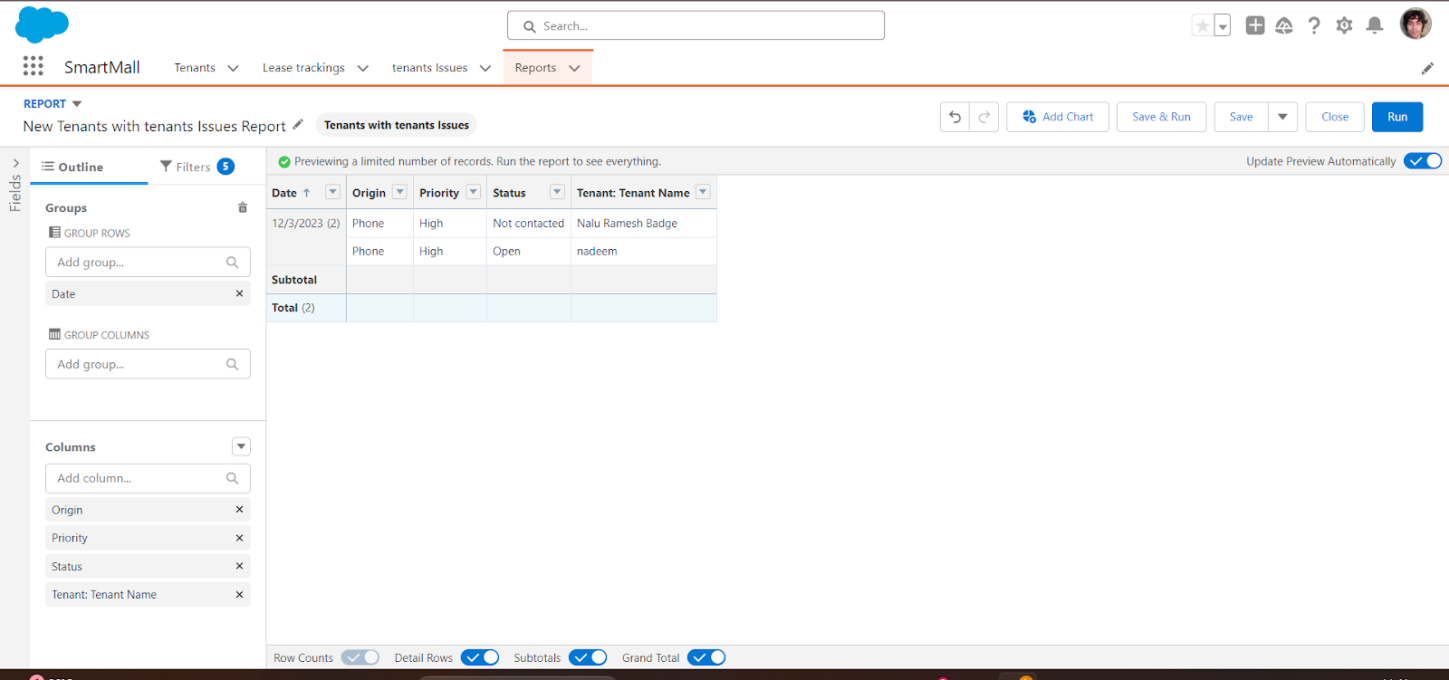 Search...
SmartMall
Tenants
Lease trackings
tenants Issues
Reports
REPORT
New Tenants with tenants Issues Report
Tenants with tenants Issues
Add Chart
Save & Run
Save
Close
Run
Fields
Outline
Filters 5
Previewing a limited number of records. Run the report to see everything.
Update Preview Automatically
Groups
GROUP ROWS
Add group...
Date
GROUP COLUMNS
Add group...
Columns
Add column...
Origin
Priority
Status
Tenant: Tenant Name
Date Origin Priority Status Tenant: Tenant Name
12/3/2023 (2) Phone High Not contacted Nalu Ramesh Badge
Phone High Open nadeem
Subtotal
Total (2)
Row Counts Detail Rows Subtotals Grand Total